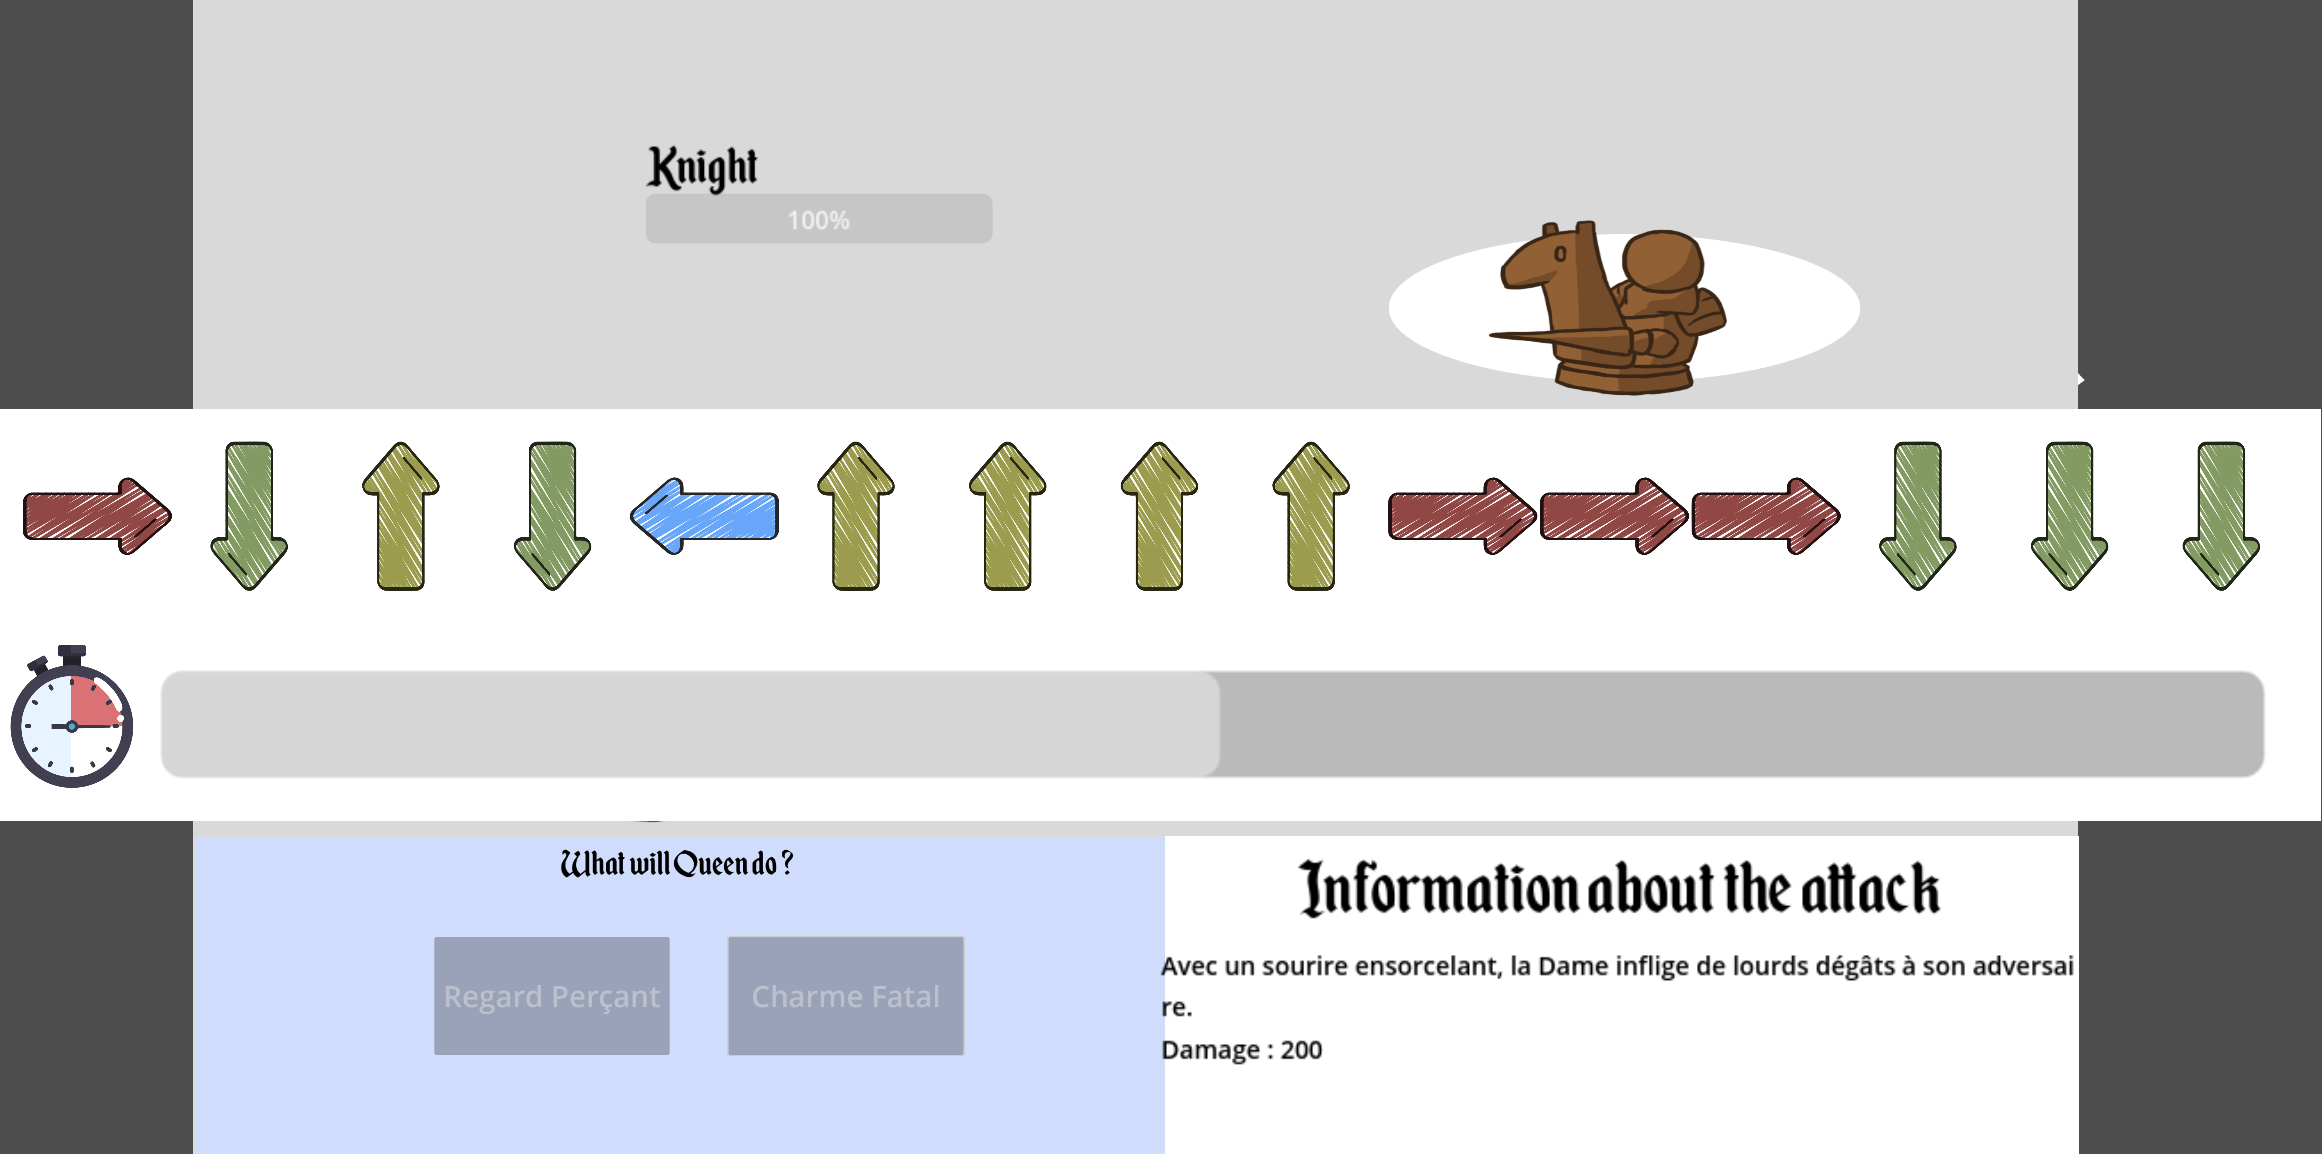 Knight
100%
What will Queen do ?
Information about the attack
Regard Perçant
Charme Fatal
Avec un sourire ensorcelant, la Dame inflige de lourds dégâts à son adversai
re.
Damage : 200